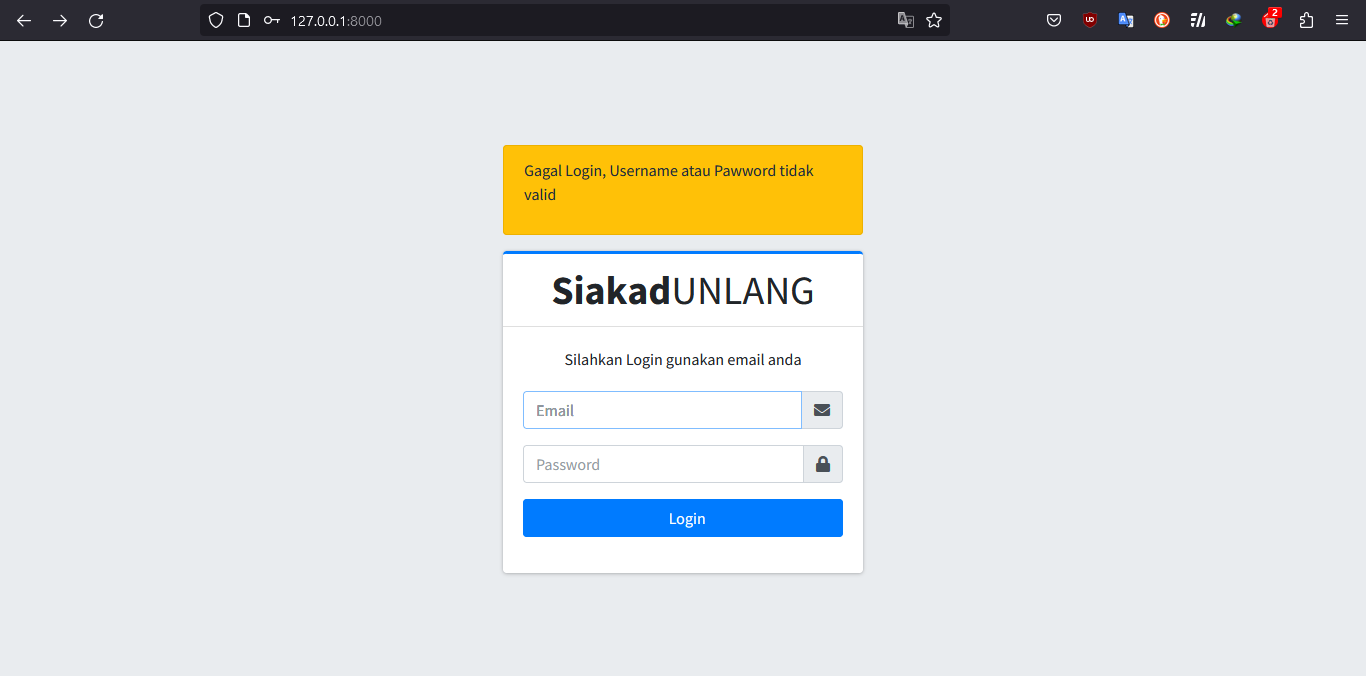 127.0.0.1:8000
UD
2
Gagal Login, Username atau Pawword tidak
valid
SiakadUNLANG
Silahkan Login gunakan email anda
Email
Password
Login